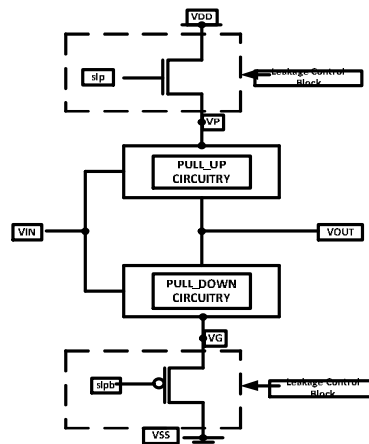 VDD
slp
Leakage Control
Block
VP
PULL_UP
CIRCUITRY
VIN
VOUT
PULL_DOWN
CIRCUITRY
VG
slpb
Leakage Control
Block
VSS